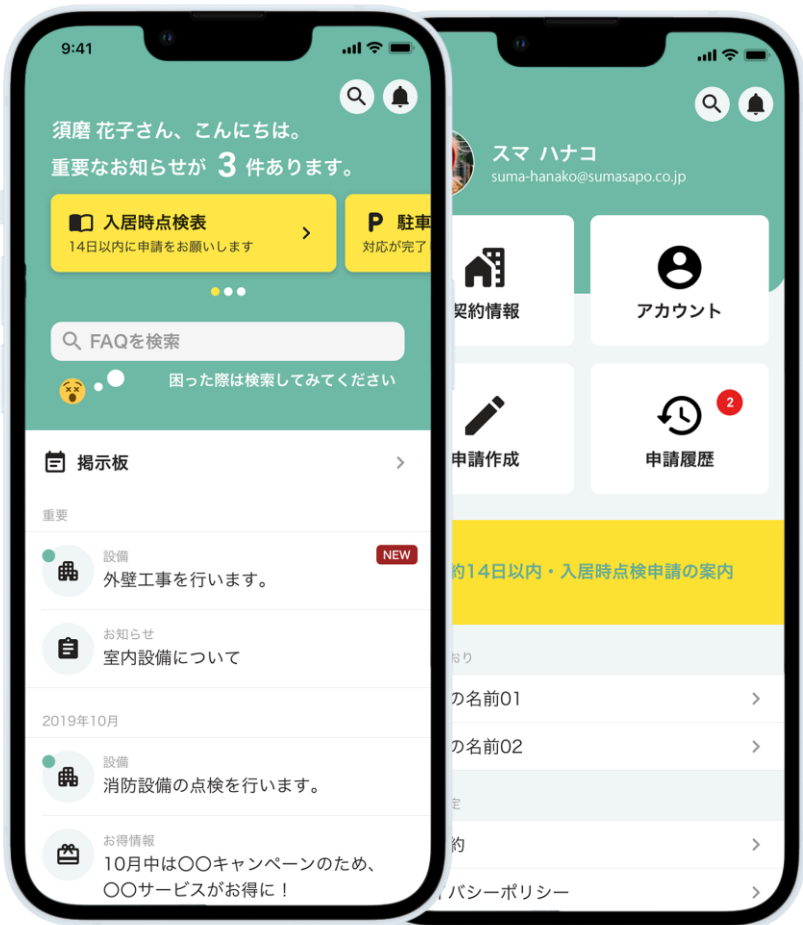 9:41
須磨 花子さん、こんにちは。
重要なお知らせが 3 件あります。
入居時点検表
14日以内に申請をお願いします
P 駐車
対応が完了
FAQを検索
困った際は検索してみてください
掲示板
重要
設備
NEW
外壁工事を行います。
お知らせ
室内設備について
2019年10月
設備
消防設備の点検を行います。
お得情報
10月中は〇〇キャンペーンのため、
〇〇サービスがお得に！
スマ ハナコ
suma-hanako@sumasapo.co.jp
契約情報
アカウント
申請作成
2
申請履歴
約14日以内・入居時点検申請の案内
おり
の名前01
の名前02
定
約
イバシーポリシー